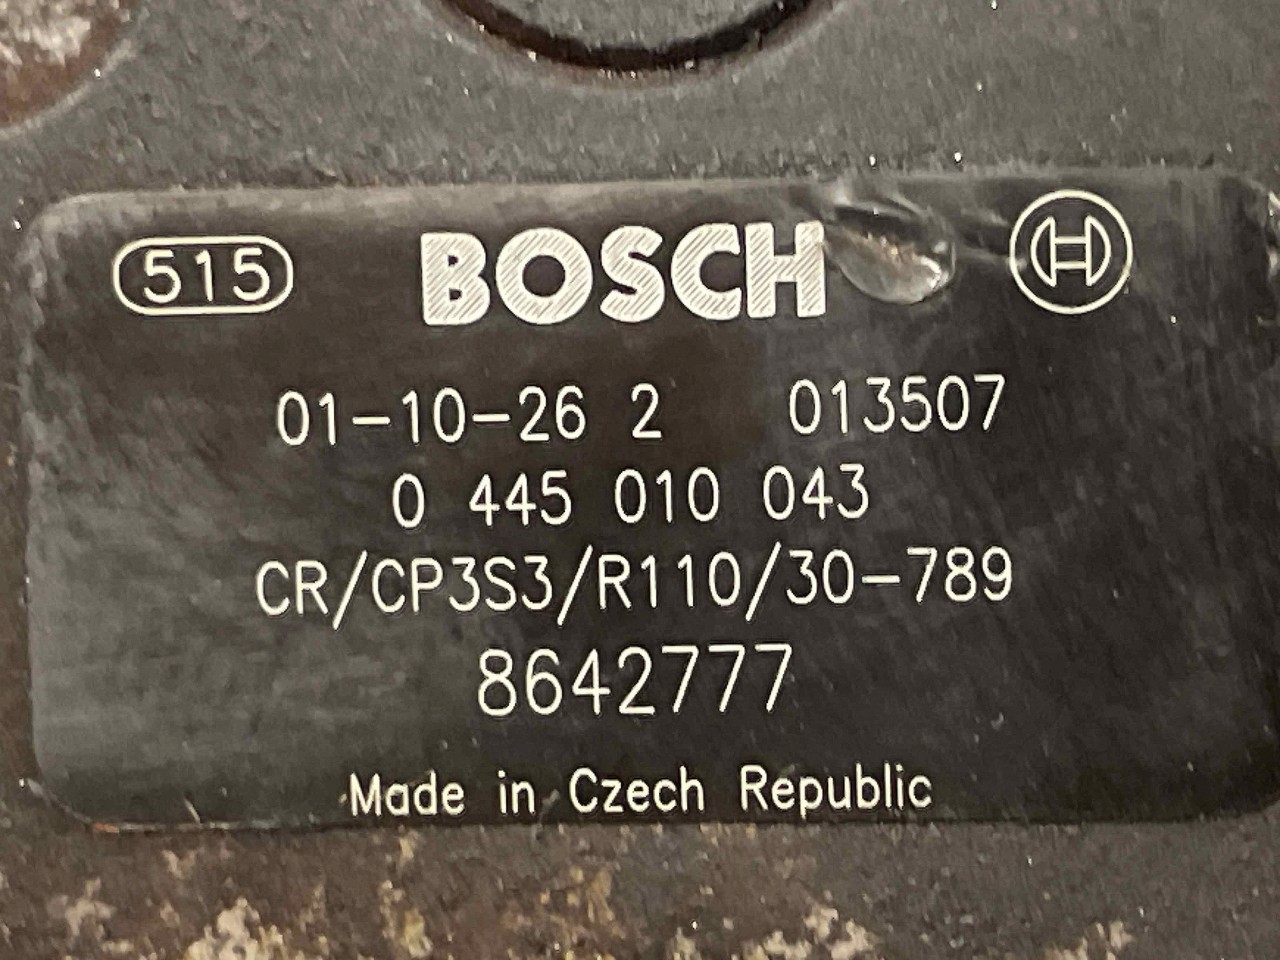 515 BOSCH
01-10-26 2 013507
0 445 010 043
CR/CP3S3/R110/30-789
8642777
Made in Czech Republic